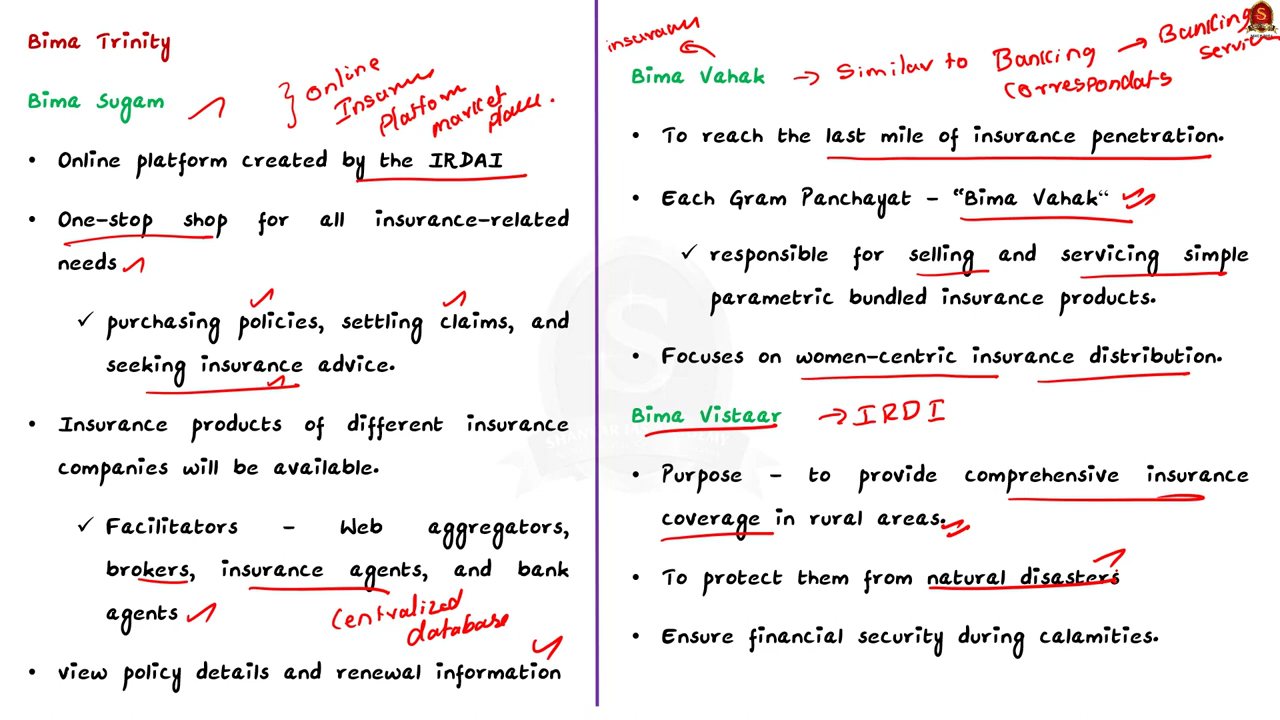 Bima Trinity
Bima Sugam
Online
Insuran
Platform
market
place.
• Online platform created by the IRDAI
• One-stop shop for all insurance-related
needs
✓ purchasing policies, settling claims, and
seeking insurance advice.
• Insurance products of different insurance
companies will be available.
✓ Facilitators - Web aggregators,
brokers, insurance agents, and bank
agents
Centralized
database
• view policy details and renewal information
insuran
Bima Vahak → Similar to Banking → Banking
correspondats
services
• To reach the last mile of insurance penetration.
• Each Gram Panchayat - “Bima Vahak“
✓ responsible for selling and servicing simple
parametric bundled insurance products.
• Focuses on women-centric insurance distribution.
Bima Vistaar → IRDI
• Purpose - to provide comprehensive insurance
coverage in rural areas.
• To protect them from natural disasters
• Ensure financial security during calamities.